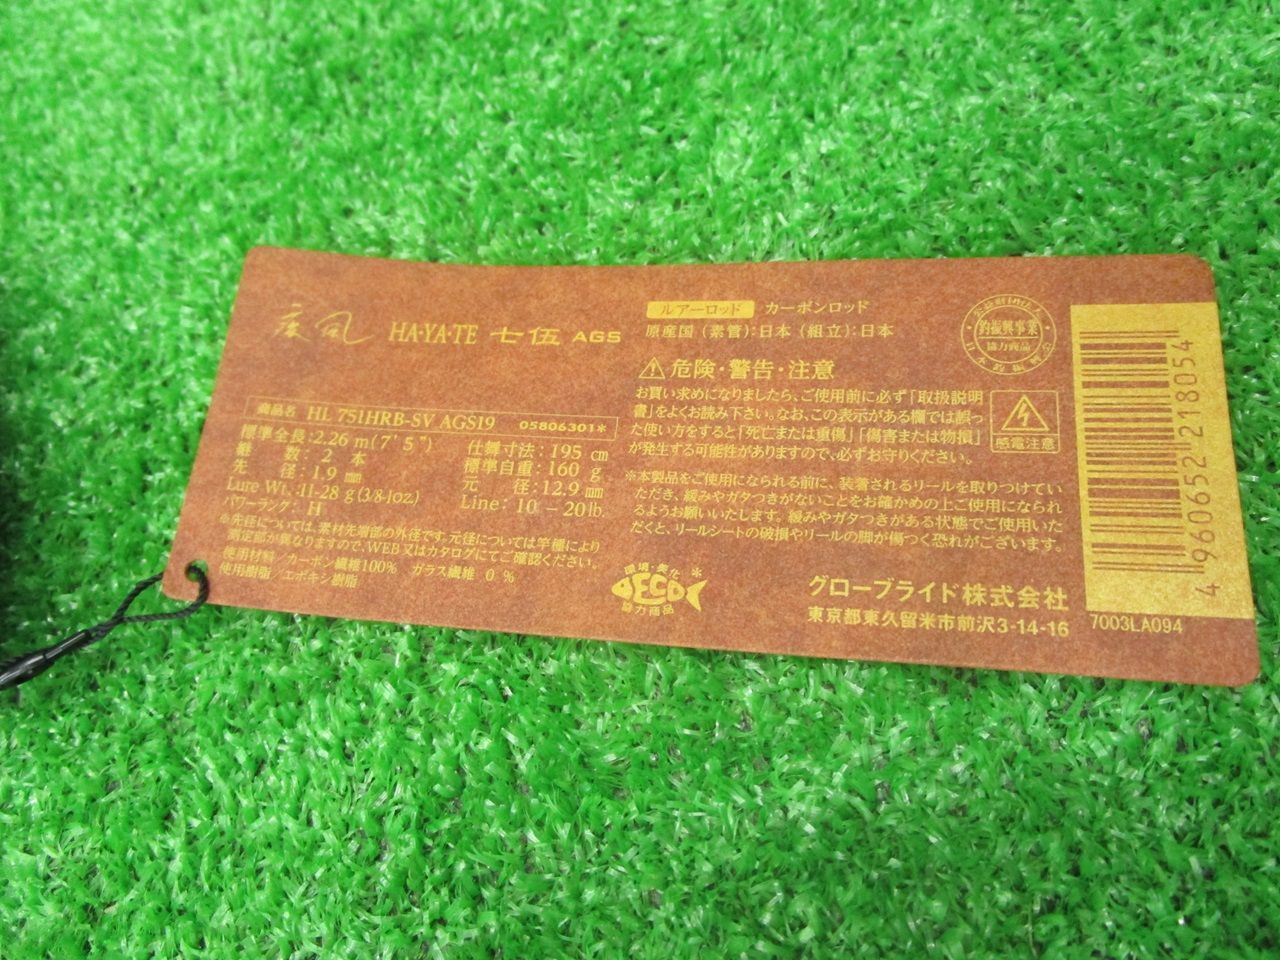 疾風 HA·YA·TE 七伍 AGS
商品名 HL 751HRB-SV AGS19 05806301*
標準全長:2.26 m(7'5") 仕舞寸法:195 cm
継 数:2 本 標準自重:160 g
先 径:1.9 mm 元 径:12.9 mm
Lure Wt.:11-28 g(3/8-1oz.) Line:10-20lb.
パワーランク:H
※先径については、素材先端部の外径です。元径については竿種により
測定部が異なりますので、WEB又はカタログにてご確認ください。
使用材料/カーボン繊維100% ガラス繊維 0 %
使用樹脂/エポキシ樹脂
ルアーロッド カーボンロッド
原産国(素管):日本(組立):日本
危険・警告・注意
お買い求めになりましたら、ご使用前に必ず「取扱説明
書」をよくお読み下さい。なお、この表示がある欄では誤っ
た使い方をすると「死亡または重傷」「傷害または物損」
が発生する可能性がありますので、必ずお守りください。
感電注意
※本製品をご使用になられる前に、装着されるリールを取りつけてい
ただき、緩みやガタつきがないことをお確かめの上ご使用になられ
るようお願いいたします。緩みやガタつきがある状態でご使用いた
だくと、リールシートの破損やリールの脚が傷つく恐れがございます。
環境・美化
DECO
*
協力商品
グローブライド株式会社
東京都東久留米市前沢3-14-16
釣振興事業
協力商品
4 960652 218054
7003LA094